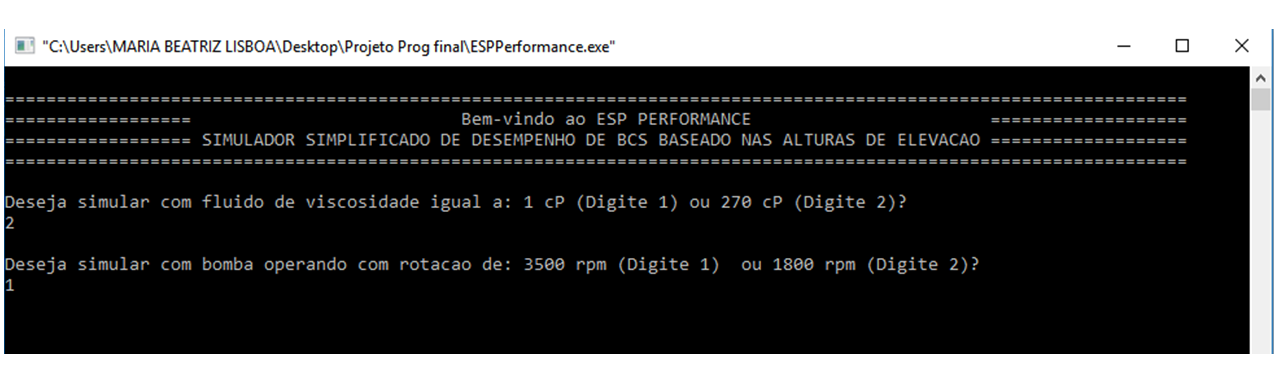 "C:\Users\MARIA BEATRIZ LISBOA\Desktop\Projeto Prog final\ESPPerformance.exe"
==================================================================================================================
================== Bem-vindo ao ESP PERFORMANCE ===================
================== SIMULADOR SIMPLIFICADO DE DESEMPENHO DE BCS BASEADO NAS ALTURAS DE ELEVACAO ===================
==================================================================================================================
Deseja simular com fluido de viscosidade igual a: 1 cP (Digite 1) ou 270 cP (Digite 2)?
2
Deseja simular com bomba operando com rotacao de: 3500 rpm (Digite 1)  ou 1800 rpm (Digite 2)?
1